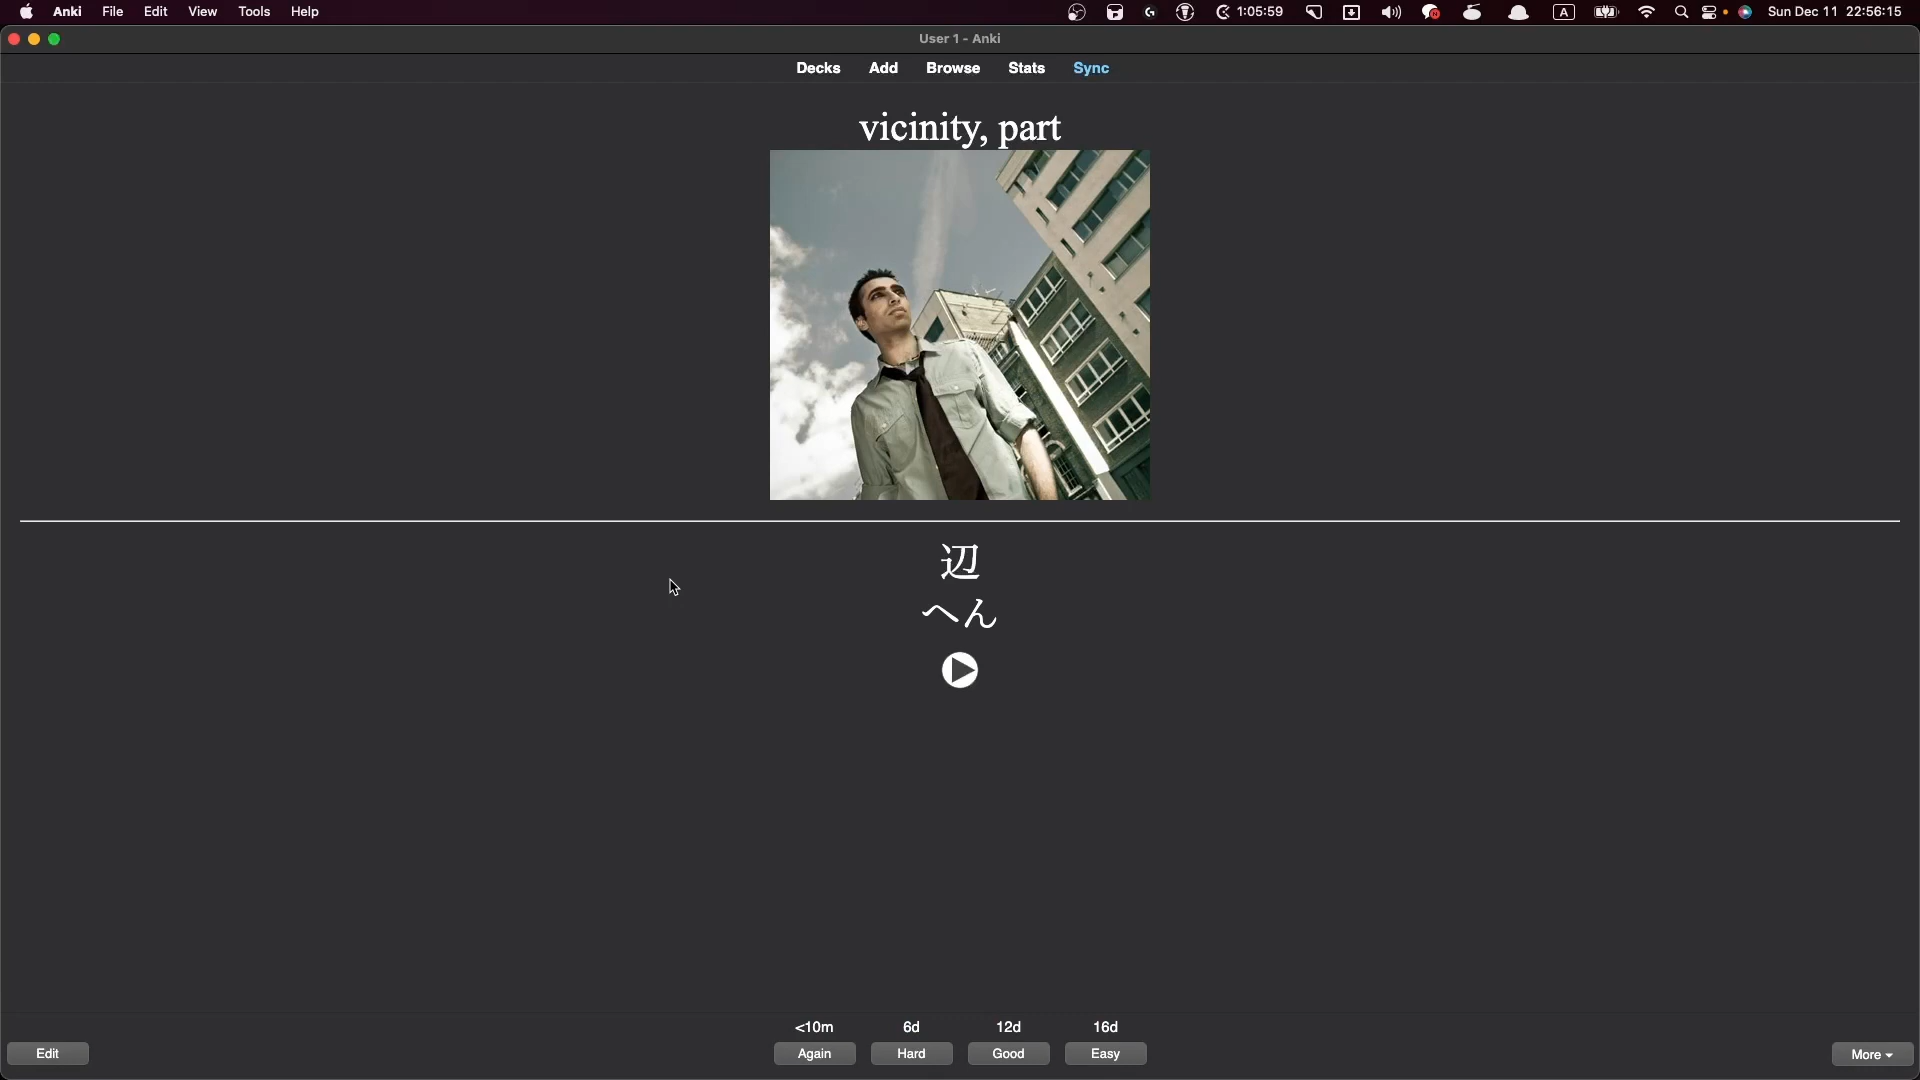 Anki File Edit View Tools Help 1:05:59 A Sun Dec 11 22:56:15
User 1 - Anki
Decks Add Browse Stats Sync
vicinity, part
辺
へん
<10m 6d 12d 16d
Edit Again Hard Good Easy More